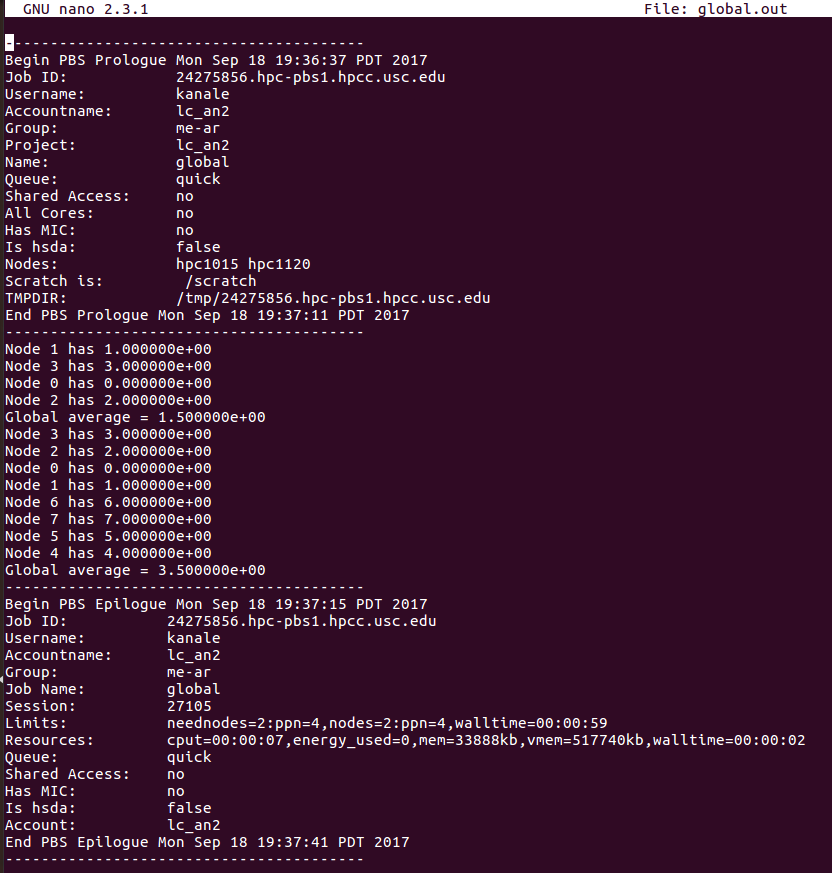 GNU nano 2.3.1                                                       File: global.out
----------------------------------------
Begin PBS Prologue Mon Sep 18 19:36:37 PDT 2017
Job ID:            24275856.hpc-pbs1.hpcc.usc.edu
Username:          kanale
Accountname:       lc_an2
Group:             me-ar
Project:           lc_an2
Name:              global
Queue:             quick
Shared Access:     no
All Cores:         no
Has MIC:           no
Is hsda:           false
Nodes:             hpc1015 hpc1120
Scratch is:         /scratch
TMPDIR:            /tmp/24275856.hpc-pbs1.hpcc.usc.edu
End PBS Prologue Mon Sep 18 19:37:11 PDT 2017
----------------------------------------
Node 1 has 1.000000e+00
Node 3 has 3.000000e+00
Node 0 has 0.000000e+00
Node 2 has 2.000000e+00
Global average = 1.500000e+00
Node 3 has 3.000000e+00
Node 2 has 2.000000e+00
Node 0 has 0.000000e+00
Node 1 has 1.000000e+00
Node 6 has 6.000000e+00
Node 7 has 7.000000e+00
Node 5 has 5.000000e+00
Node 4 has 4.000000e+00
Global average = 3.500000e+00
----------------------------------------
Begin PBS Epilogue Mon Sep 18 19:37:15 PDT 2017
Job ID:           24275856.hpc-pbs1.hpcc.usc.edu
Username:         kanale
Accountname:      lc_an2
Group:            me-ar
Job Name:         global
Session:          27105
Limits:           neednodes=2:ppn=4,nodes=2:ppn=4,walltime=00:00:59
Resources:        cput=00:00:07,energy_used=0,mem=33888kb,vmem=517740kb,walltime=00:00:02
Queue:            quick
Shared Access:    no
Has MIC:          no
Is hsda:          false
Account:          lc_an2
End PBS Epilogue Mon Sep 18 19:37:41 PDT 2017
----------------------------------------